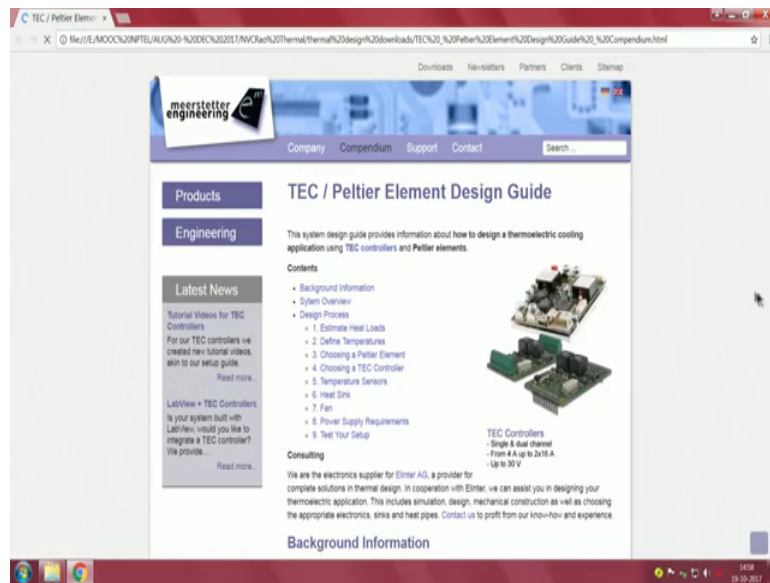 TEC / Peltier Elemen
file:///E:/MOOC%20NPTEL/AUG%20-%20DEC%202017/NVCRao%20Thermal/thermal%20design%20downloads/TEC%20_%20Peltier%20Element%20Design%20Guide%20_%20Compendium.html
Downloads Newsletters Partners Clients Sitemap
meerstetter
engineering
Company Compendium Support Contact Search ...
Products
Engineering
Latest News
Tutorial Videos for TEC
Controllers
For our TEC controllers we
created new tutorial videos,
akin to our setup guide.
Read more...
LabView + TEC Controllers
Is your system built with
LabView, would you like to
integrate a TEC controller?
We provide...
Read more...
TEC / Peltier Element Design Guide
This system design guide provides information about how to design a thermoelectric cooling
application using TEC controllers and Peltier elements.
Contents
Background Information
Sytem Overview
Design Process
1. Estimate Heat Loads
2. Define Temperatures
3. Choosing a Peltier Element
4. Choosing a TEC Controller
5. Temperature Sensors
6. Heat Sink
7. Fan
8. Power Supply Requirements
9. Test Your Setup
TEC Controllers
- Single & dual channel
- From 4 A up to 2x16 A
- Up to 30 V
Consulting
We are the electronics supplier for Elinter AG, a provider for
complete solutions in thermal design. In cooperation with Elinter, we can assist you in designing your
thermoelectric application. This includes simulation, design, mechanical construction as well as choosing
the appropriate electronics, sinks and heat pipes. Contact us to profit from our know-how and experience.
Background Information
14:58
19-10-2017